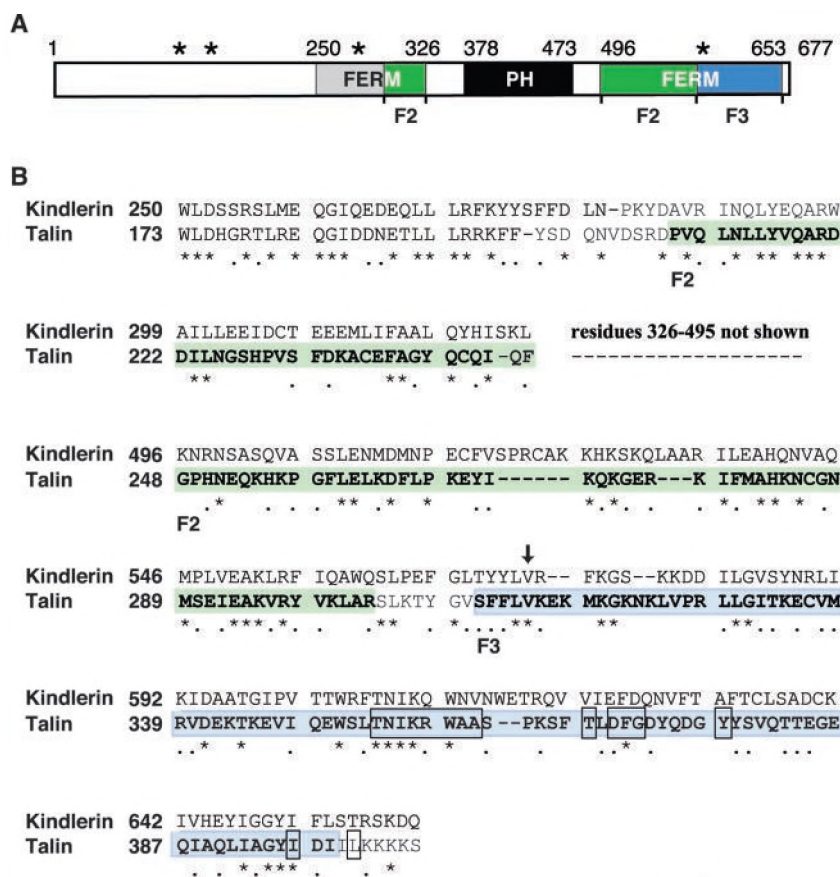 A
1 * * 250 * 326 378 473 496 * 653 677
FERM PH FERM
F2 F2 F3
B
Kindlerin 250 WLDSSRSLME QGIQEDEQLL LRFKYYSFFD LN-PKYDAVR INQLYEQARW
Talin 173 WLDHGRTLRE QGIDDNETLL LRRKFF-YSD QNVDSRDPVQ LNLLYVQARD
F2
Kindlerin 299 AILLEEIDCT EEEMLIFAAL QYHISKL residues 326-495 not shown
Talin 222 DILNGSHPVS FDKACEFAGY QCQI-QF -------------------
Kindlerin 496 KNRNSASQVA SSLENMDMNP ECFVSPRCAK KHKSKQLAAR ILEAHQNVAQ
Talin 248 GPHNEQKHKP GFLELKDFLP KEYI------ KQKGER---K IFMAHKNCGN
F2
Kindlerin 546 MPLVEAKLRF IQAWQSLPEF GLTYYLVR-- FKGS--KKDD ILGVSYNRLI
Talin 289 MSEIEAKVRY VKLARSLKTY GVSFFLVKEK MKGKNKLVPR LLGITKECVM
F3
Kindlerin 592 KIDAATGIPV TTWRFTNIKQ WNVNWETRQV VIEFDQNVFT AFTCLSADCK
Talin 339 RVDEKTKEVI QEWSLTNIKR WAAS--PKSF TLDFGDYQDG YYSVQTTEGE
Kindlerin 642 IVHEYIGGYI FLSTRSKDQ
Talin 387 QIAQLIAGYI DIILKKKKS